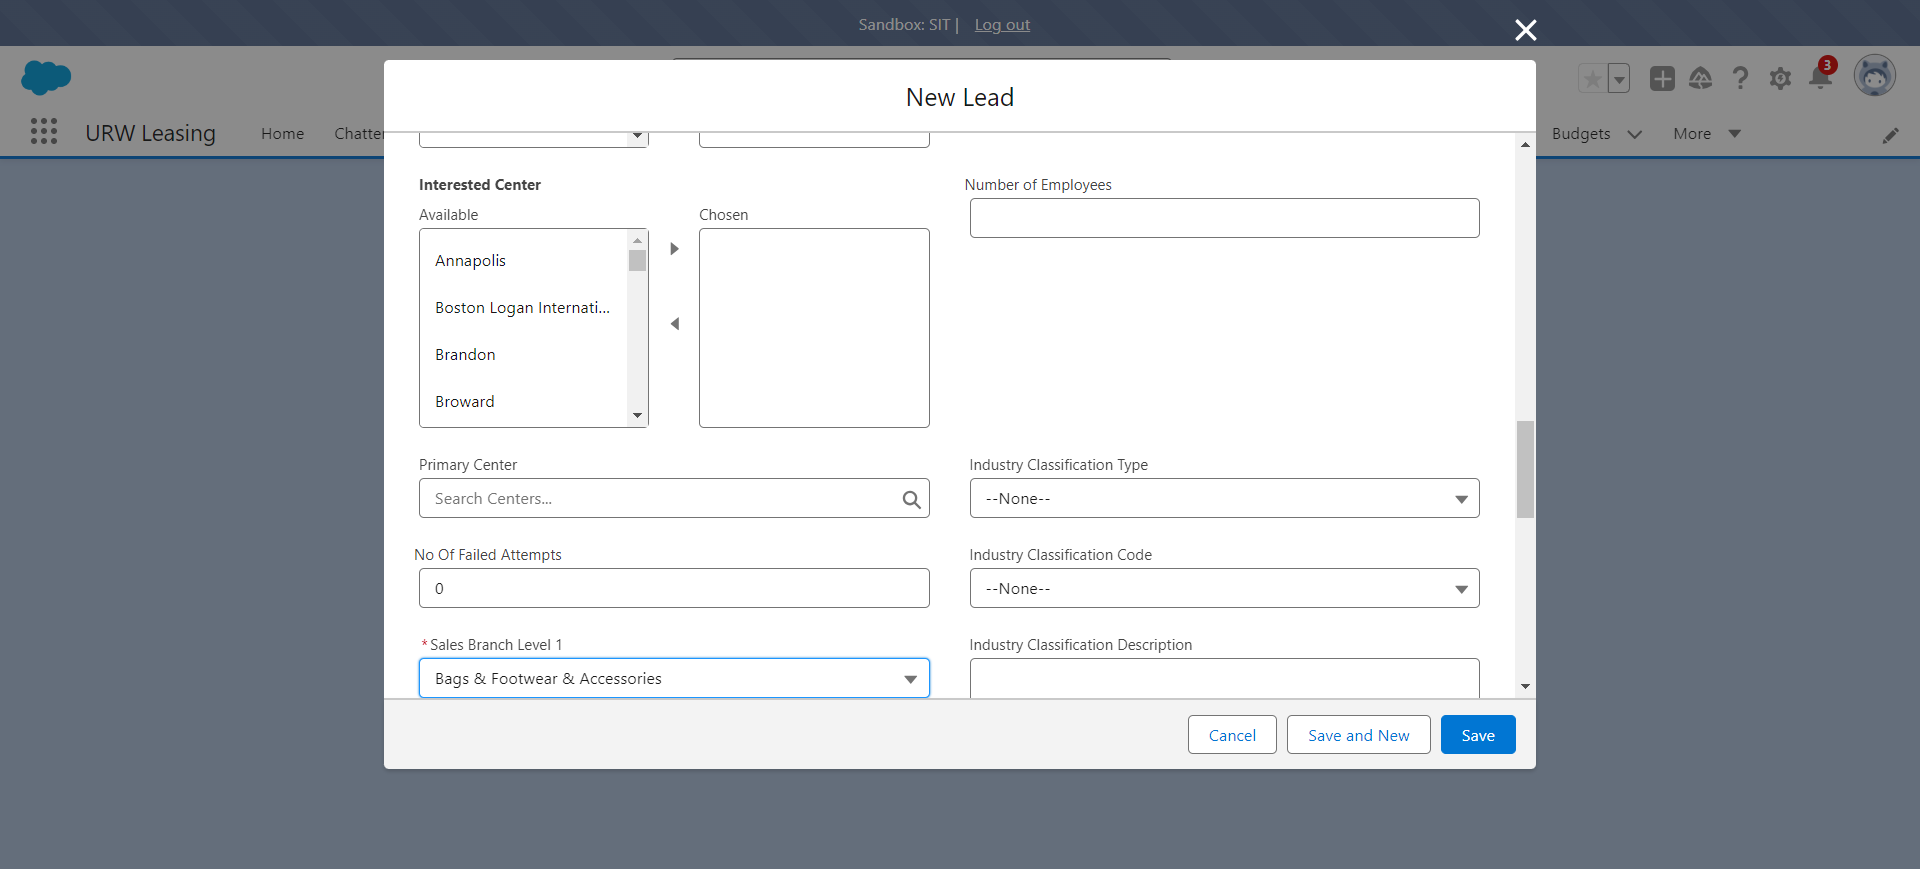 Sandbox: SIT | Log out
3
URW Leasing Home Chatter Budgets More
New Lead
Interested Center
Available
Chosen
Annapolis
Boston Logan Internati...
Brandon
Broward
Number of Employees
Primary Center
Search Centers...
Industry Classification Type
--None--
No Of Failed Attempts
0
Industry Classification Code
--None--
*Sales Branch Level 1
Bags & Footwear & Accessories
Industry Classification Description
Cancel Save and New Save